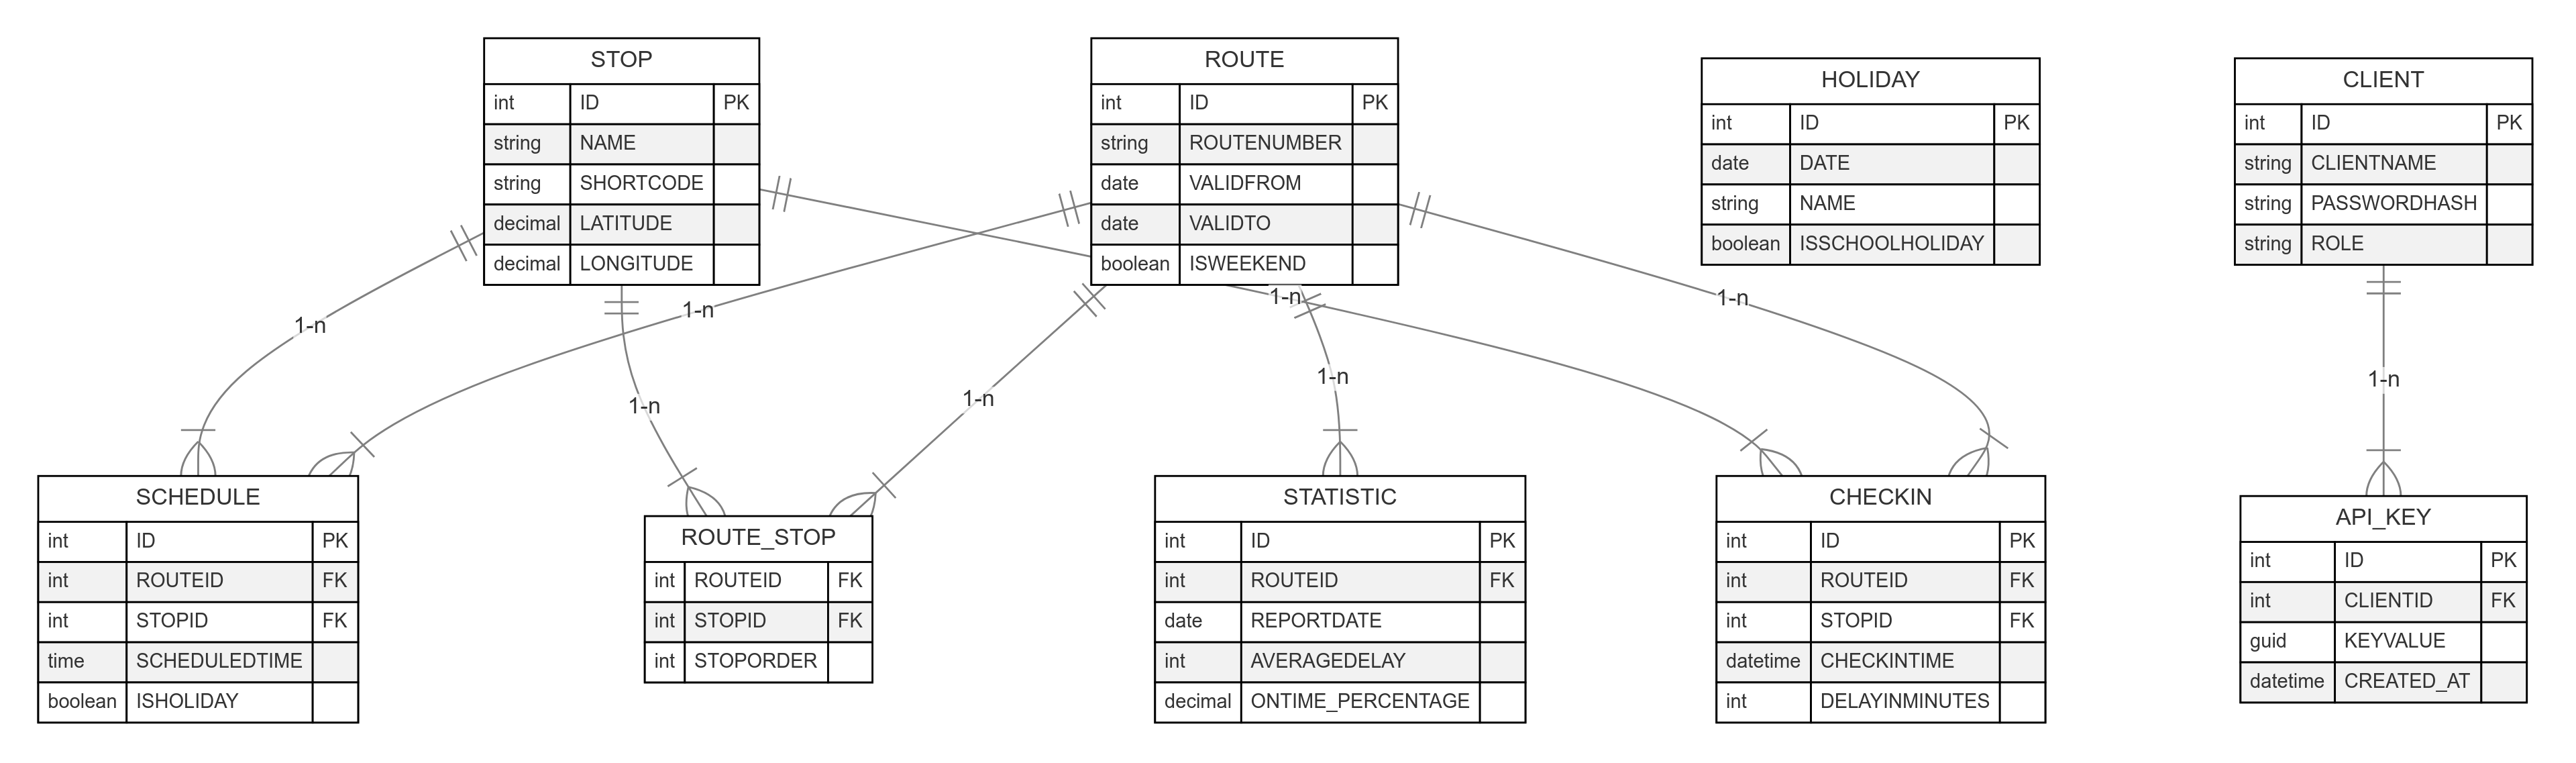 STOP
int ID PK
string NAME
string SHORTCODE
decimal LATITUDE
decimal LONGITUDE
ROUTE
int ID PK
string ROUTENUMBER
date VALIDFROM
date VALIDTO
boolean ISWEEKEND
HOLIDAY
int ID PK
date DATE
string NAME
boolean ISSCHOOLHOLIDAY
CLIENT
int ID PK
string CLIENTNAME
string PASSWORDHASH
string ROLE
1-n
1-n
1-n
1-n
1-n
1-n
1-n
1-n
SCHEDULE
int ID PK
int ROUTEID FK
int STOPID FK
time SCHEDULEDTIME
boolean ISHOLIDAY
ROUTE_STOP
int ROUTEID FK
int STOPID FK
int STOPORDER
STATISTIC
int ID PK
int ROUTEID FK
date REPORTDATE
int AVERAGEDELAY
decimal ONTIME_PERCENTAGE
CHECKIN
int ID PK
int ROUTEID FK
int STOPID FK
datetime CHECKINTIME
int DELAYINMINUTES
API_KEY
int ID PK
int CLIENTID FK
guid KEYVALUE
datetime CREATED_AT